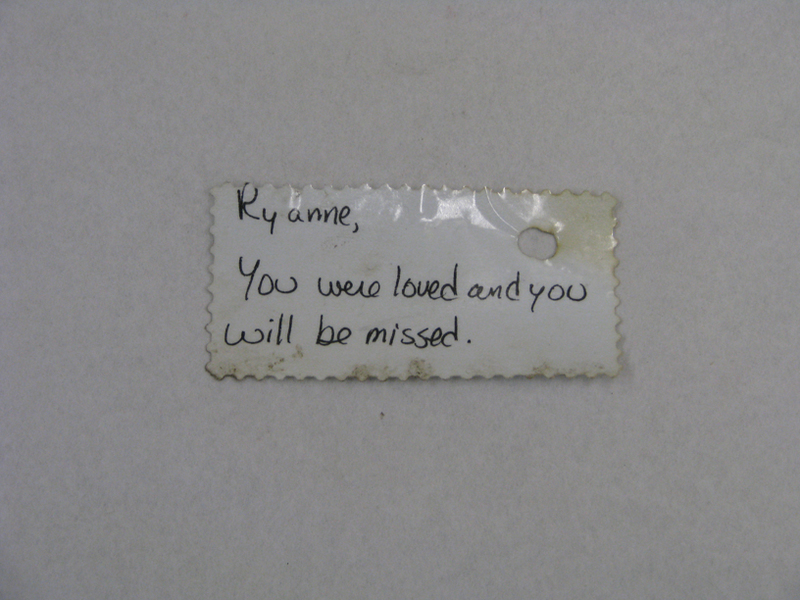 Ryanne,
You were loved and you
will be missed.